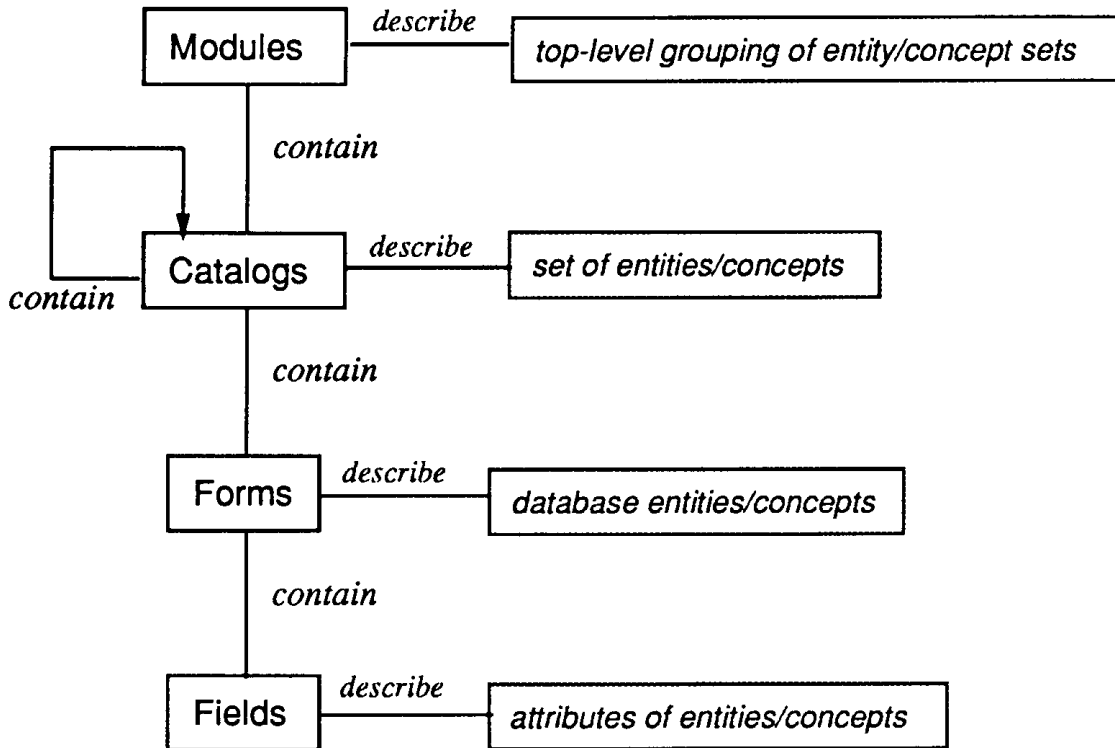 describe
Modules
top-level grouping of entity/concept sets
contain
describe
Catalogs
set of entities/concepts
contain
contain
describe
Forms
database entities/concepts
contain
describe
Fields
attributes of entities/concepts